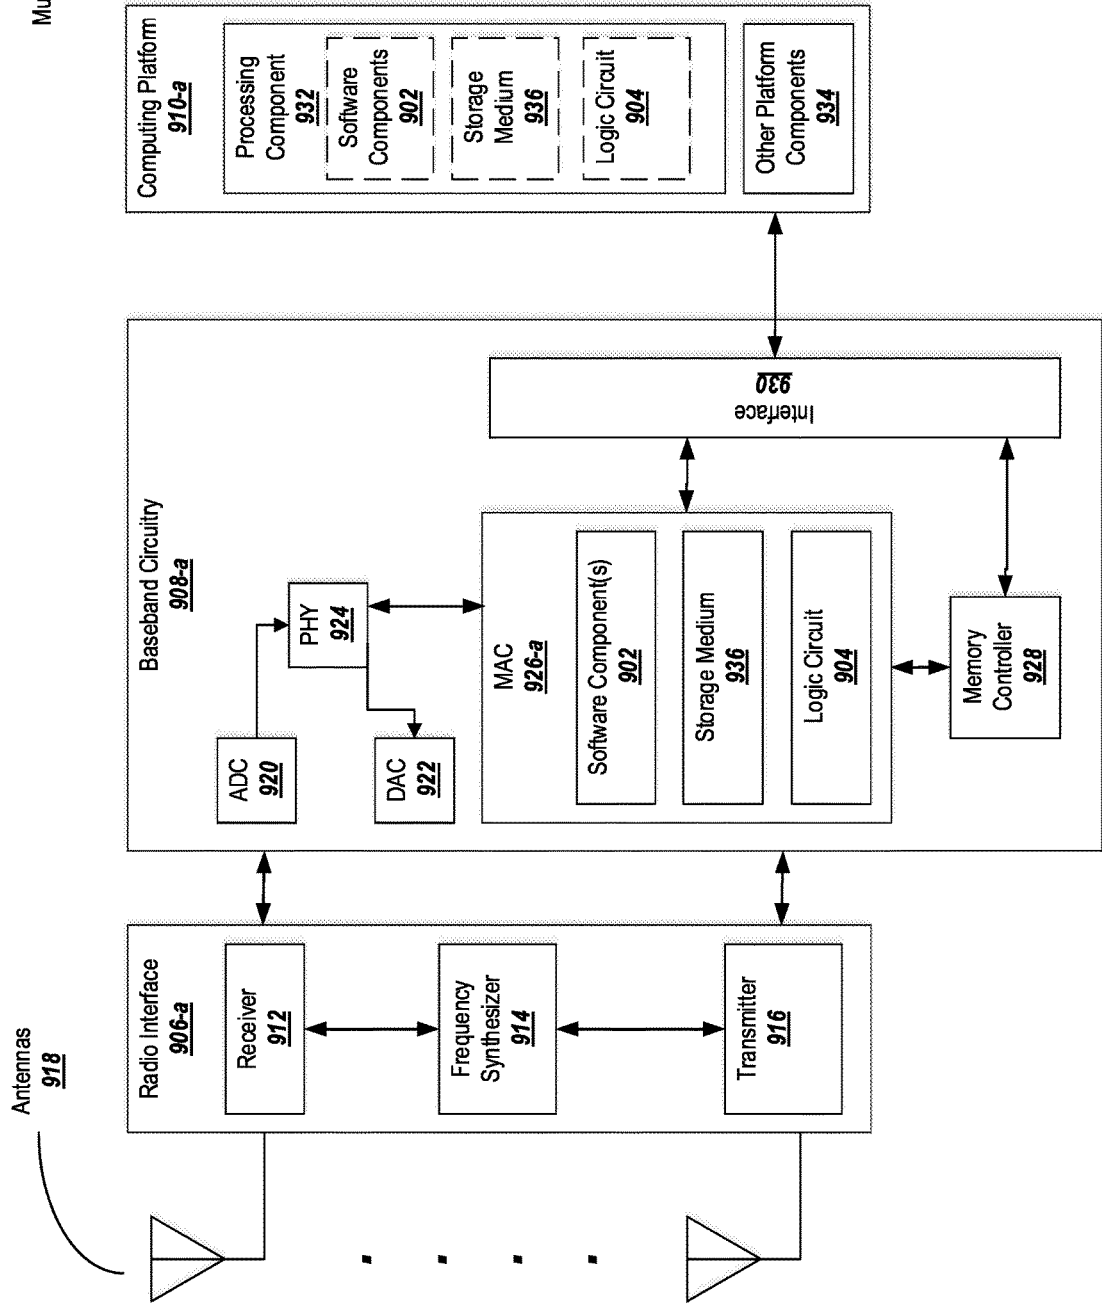 Mu
Antennas
918
Radio Interface
906-a
Receiver
912
Frequency
Synthesizer
914
Transmitter
916
Baseband Circuitry
908-a
ADC
920
PHY
924
DAC
922
MAC
926-a
Software Component(s)
902
Storage Medium
936
Logic Circuit
904
Memory
Controller
928
Interface
930
Computing Platform
910-a
Processing
Component
932
Software
Components
902
Storage
Medium
936
Logic Circuit
904
Other Platform
Components
934